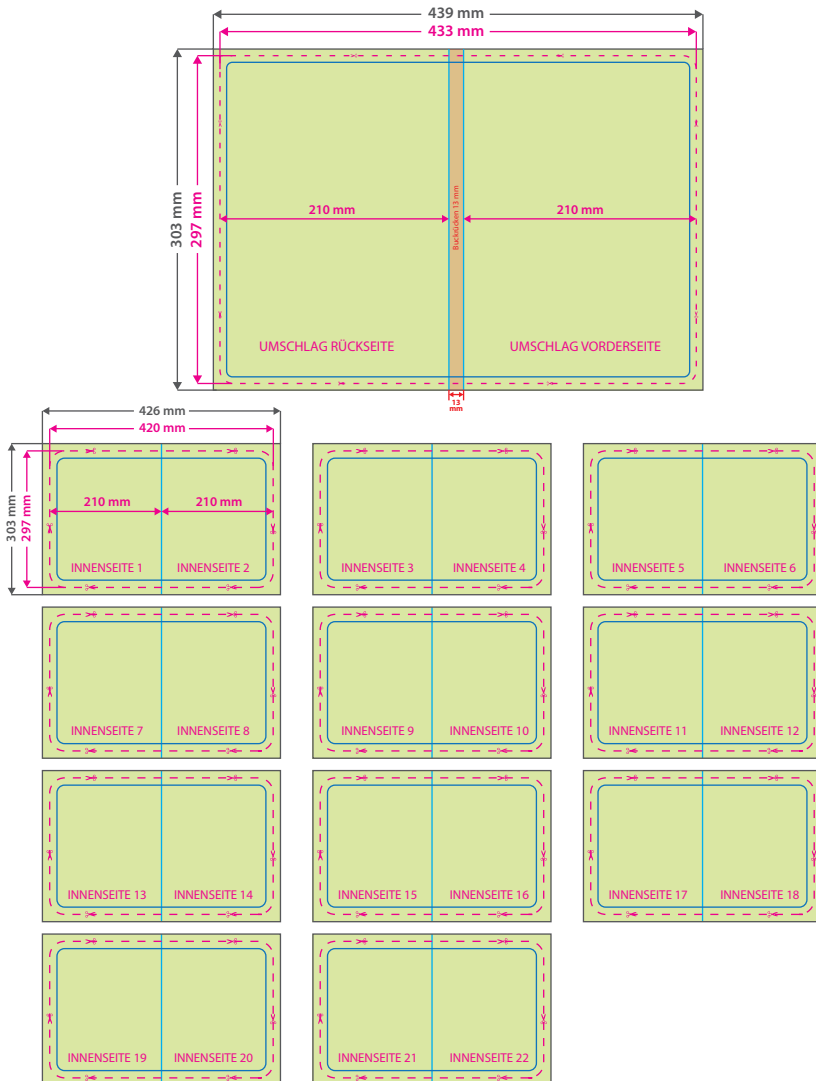 439 mm
433 mm
303 mm
297 mm
210 mm
Buckrücken 13 mm
210 mm
UMSCHLAG RÜCKSEITE
UMSCHLAG VORDERSEITE
13
mm
426 mm
420 mm
303 mm
297 mm
210 mm
210 mm
INNENSEITE 1
INNENSEITE 2
INNENSEITE 3
INNENSEITE 4
INNENSEITE 5
INNENSEITE 6
INNENSEITE 7
INNENSEITE 8
INNENSEITE 9
INNENSEITE 10
INNENSEITE 11
INNENSEITE 12
INNENSEITE 13
INNENSEITE 14
INNENSEITE 15
INNENSEITE 16
INNENSEITE 17
INNENSEITE 18
INNENSEITE 19
INNENSEITE 20
INNENSEITE 21
INNENSEITE 22